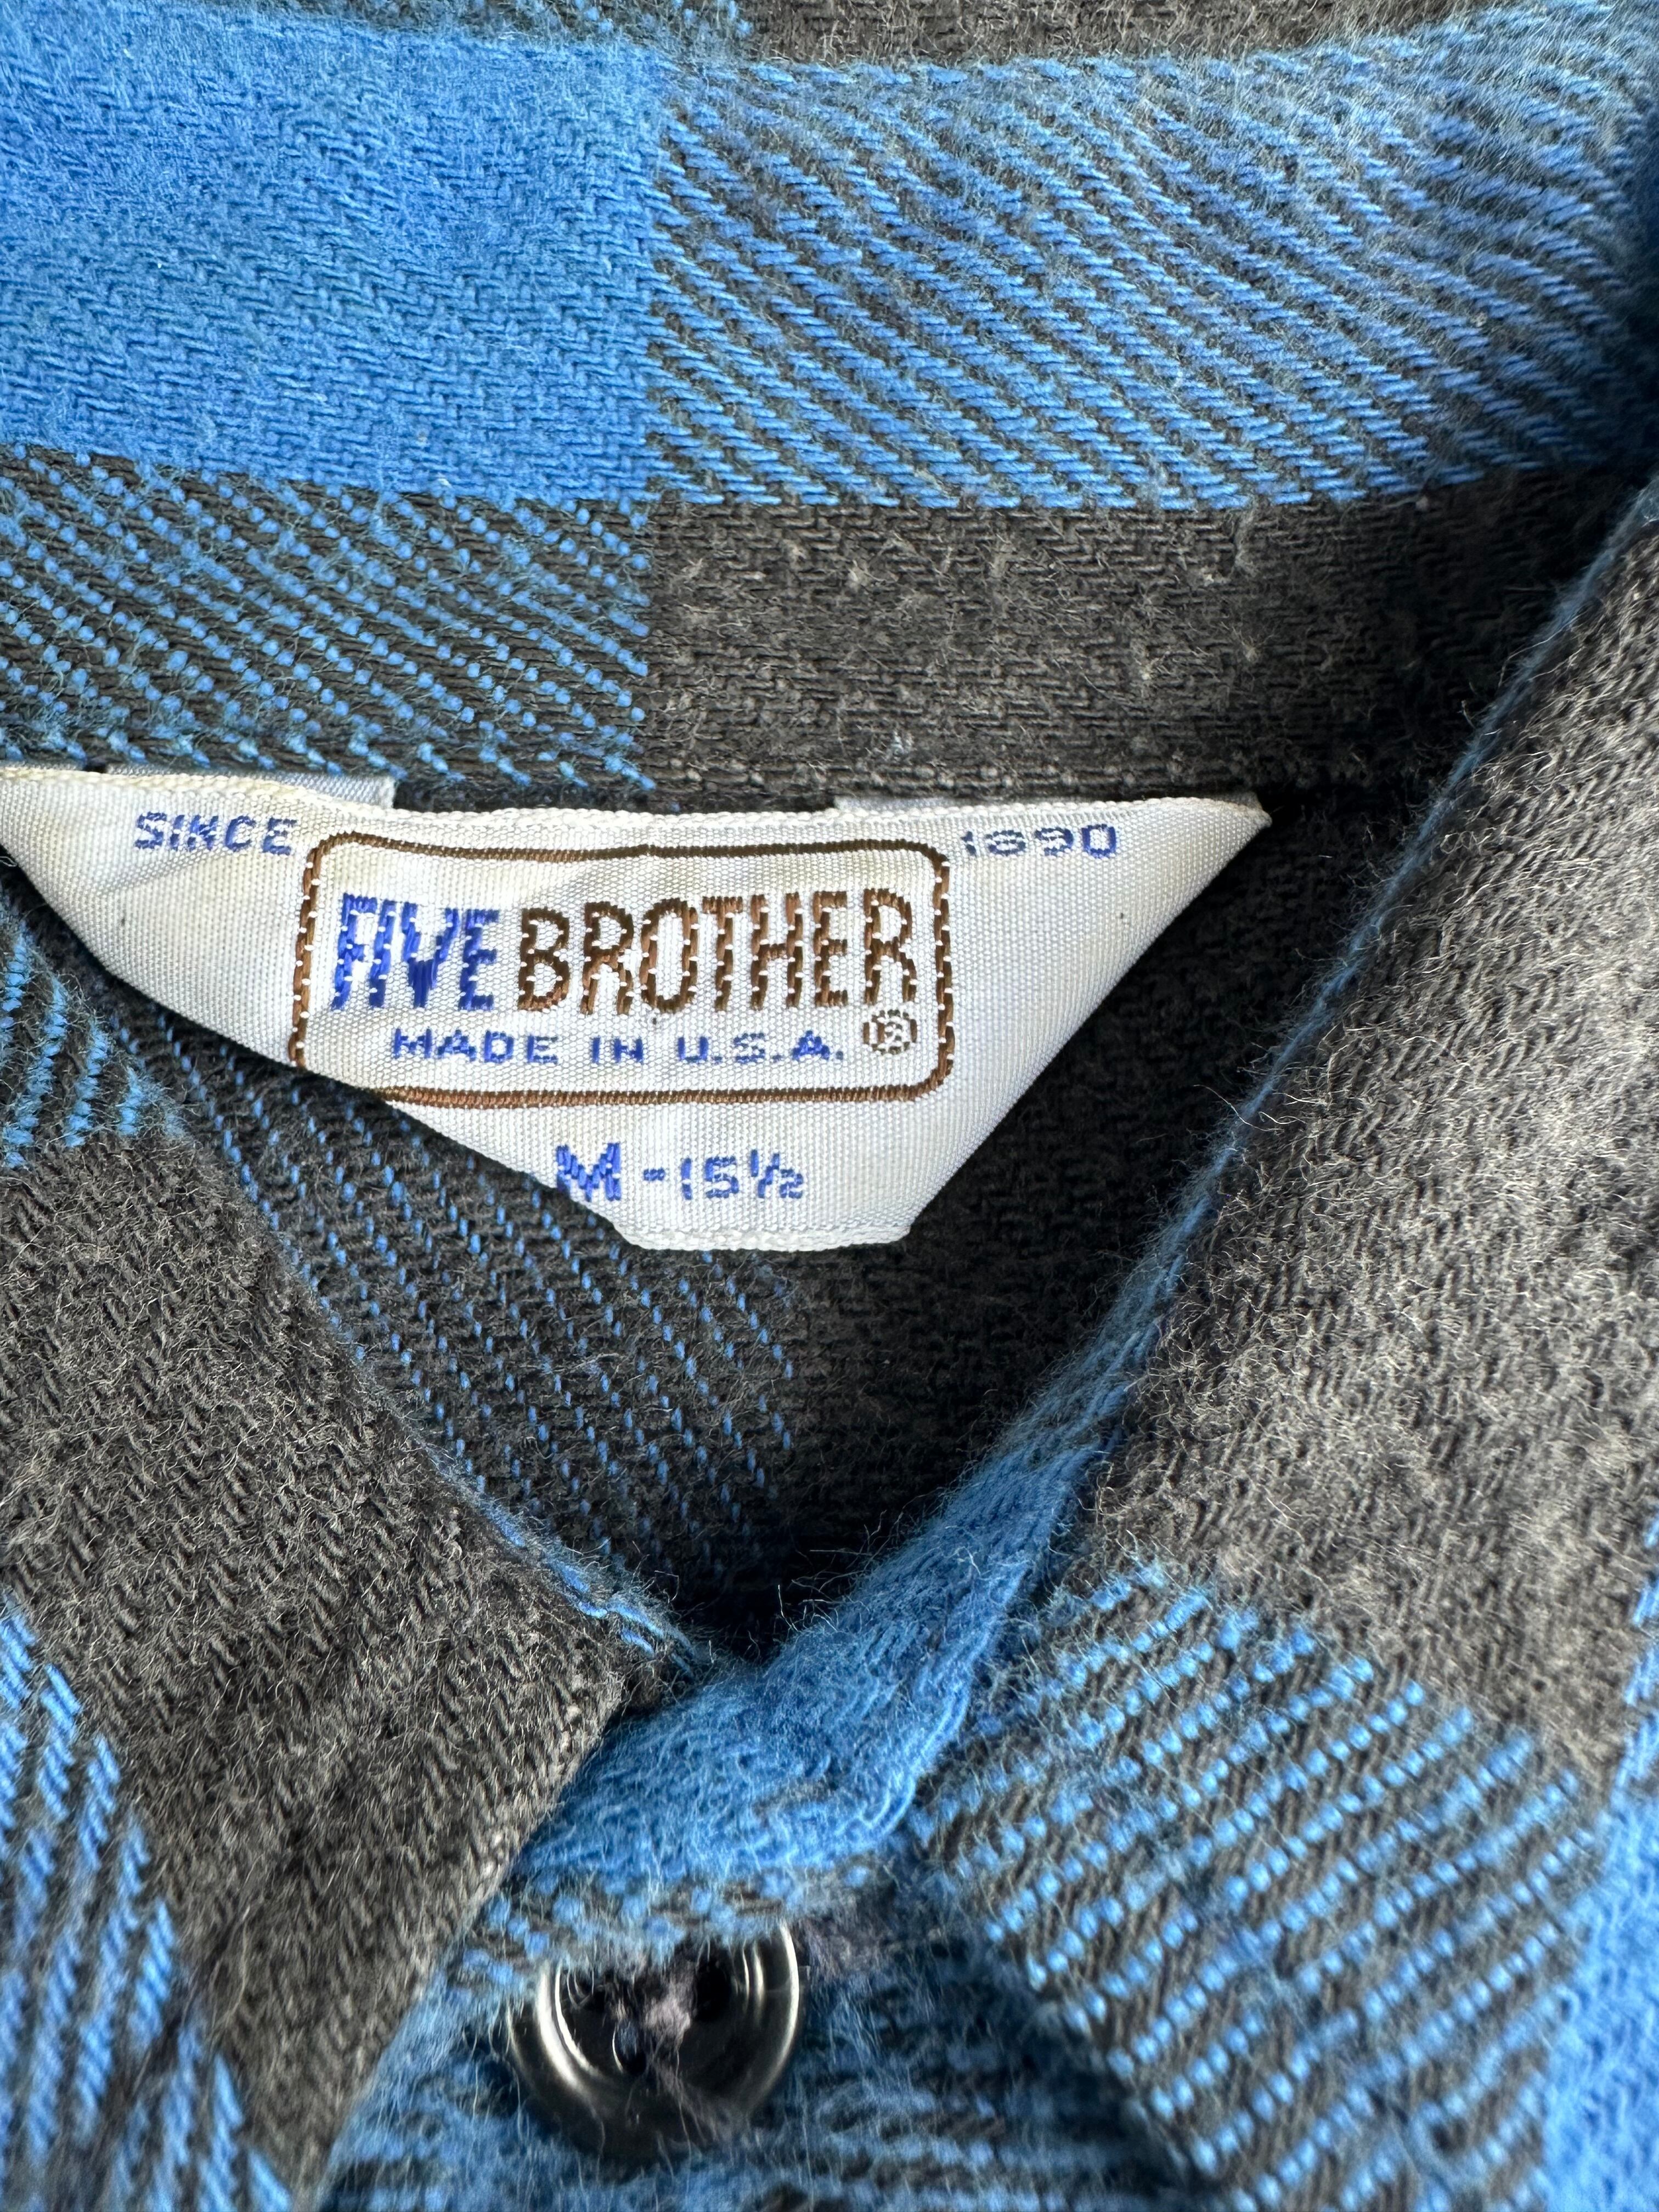 SINCE 1890
FIVE BROTHER
MADE IN U.S.A. ®
M-15½